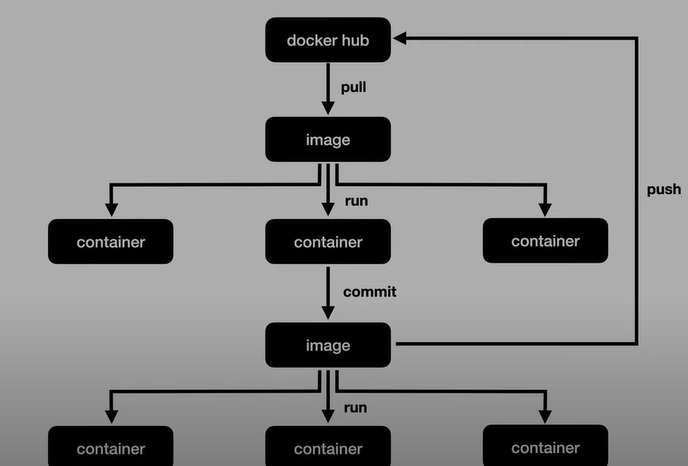 docker hub
pull
image
push
run
container
container
container
commit
image
run
container
container
container